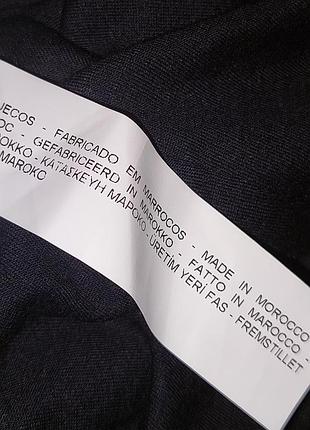 UECOS - FABRICADO EM MARROCOS - MADE IN MOROCCO
OC - GEFABRICEERD IN MAROKKO - FATTO IN MAROCCO -
OKKO - ΚΑΤΑΣΚΕΥΗ ΜΑΡΟΚΟ - ÜRETİM YERİ FAS - FREMSTILLET
MAROKC